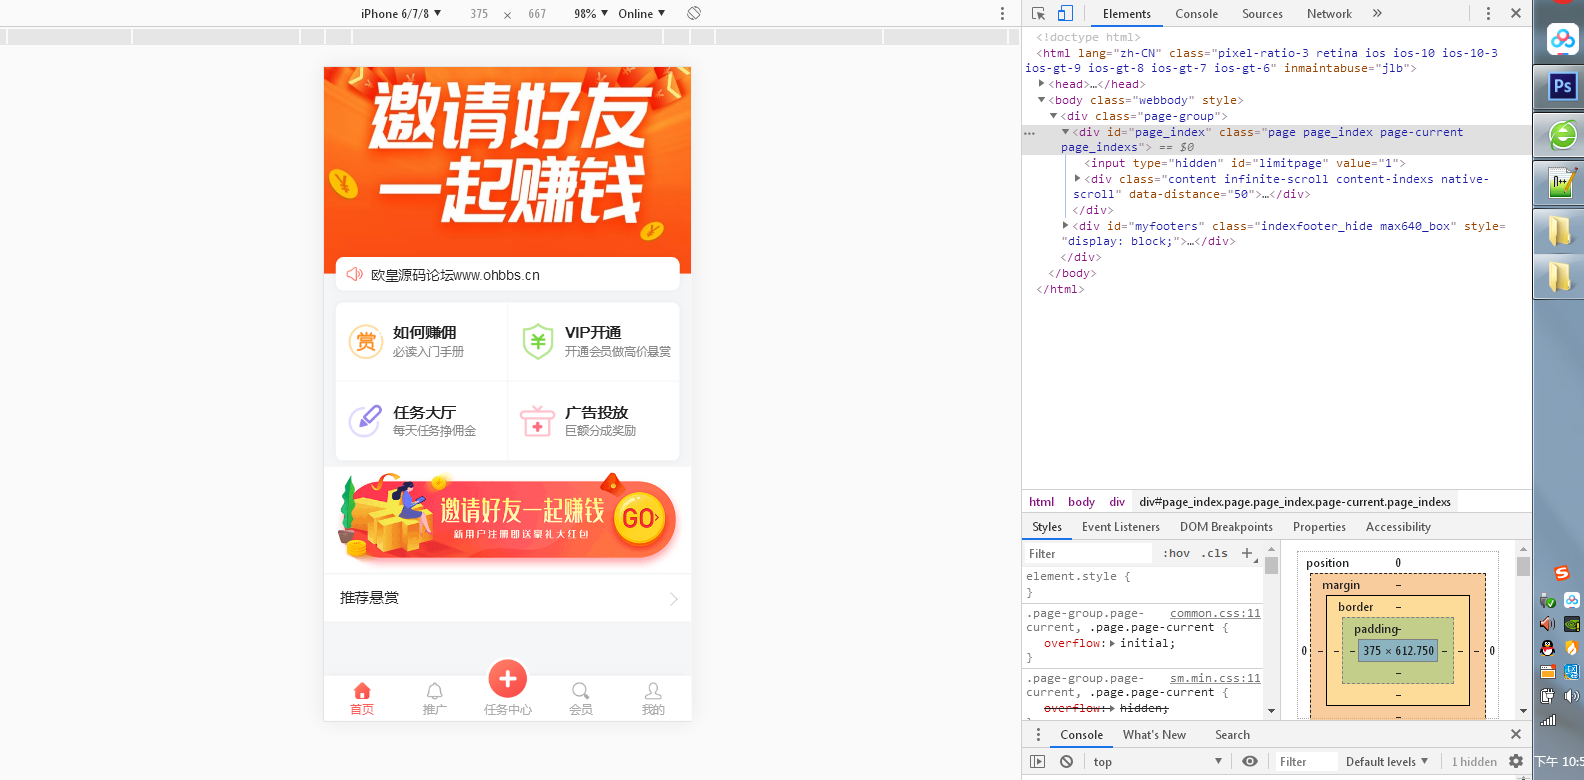 iPhone 6/7/8 ▼ 375 × 667 98% ▼ Online ▼
邀请好友
一起赚钱
欧皇源码论坛www.ohbbs.cn
赏
如何赚佣
必读入门手册
¥
VIP开通
开通会员做高价悬赏
任务大厅
每天任务挣佣金
广告投放
巨额分成奖励
邀请好友一起赚钱
新用户注册即送豪礼大红包
GO
推荐悬赏
首页
推广
任务中心
会员
我的
Elements Console Sources Network »
<!doctype html>
<html lang="zh-CN" class="pixel-ratio-3 retina ios ios-10 ios-10-3
ios-gt-9 ios-gt-8 ios-gt-7 ios-gt-6" inmaintabuse="jlb">
<head>…</head>
<body class="webbody" style>
<div class="page-group">
<div id="page_index" class="page page_index page-current
page_indexs"> == $0
<input type="hidden" id="limitpage" value="1">
<div class="content infinite-scroll content-indexs native-
scroll" data-distance="50">…</div>
</div>
<div id="myfooters" class="indexfooter_hide max640_box" style=
"display: block;">…</div>
</div>
</body>
</html>
html body div div#page_index.page.page_index.page-current.page_indexs
Styles Event Listeners DOM Breakpoints Properties Accessibility
Filter :hov .cls +
element.style {
}
.page-group.page-
current, .page.page-current { common.css:11
overflow: initial;
}
.page-group.page-
current, .page.page-current { sm.min.css:11
overflow: hidden;
position 0
margin –
border –
padding –
0 – – – 375 × 612.750 – – – 0
–
–
–
Console What's New Search
top ▼ Filter Default levels ▼ 1 hidden
Ps
n++
下午 10:5